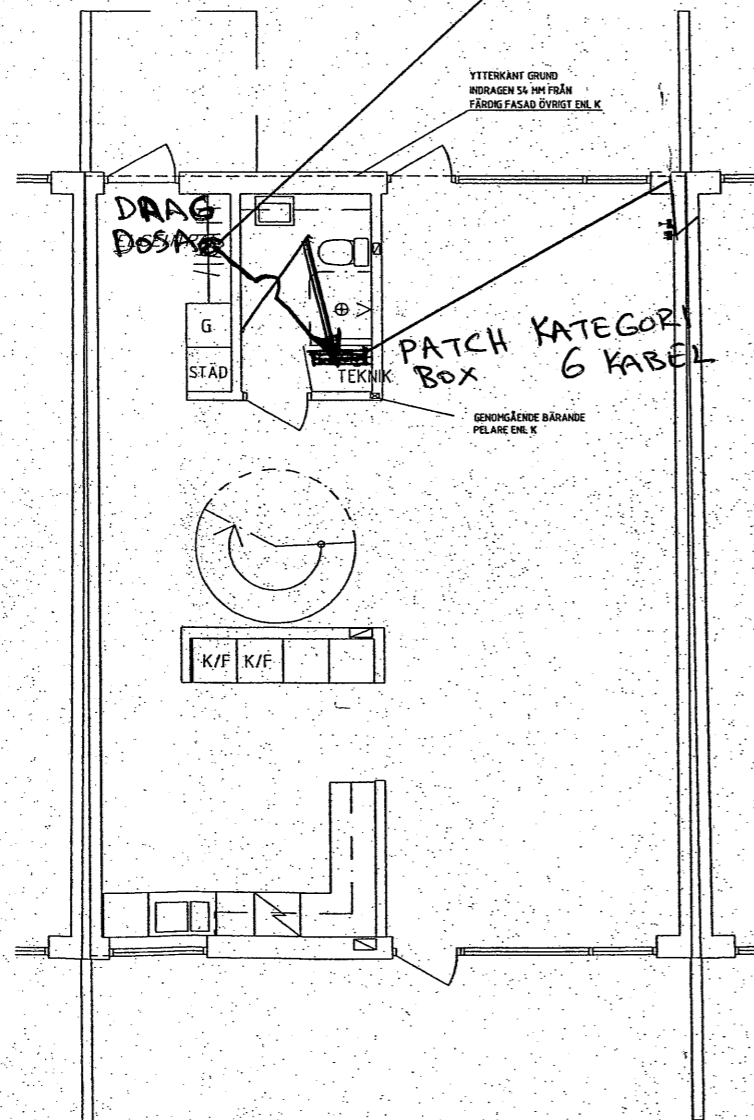 YTTERKANT GRUND
INDRAGEN 54 MM FRÅN
FÄRDIG FASAD ÖVRIGT ENL K
DRAG
DOSA
G
STÄD
TEKNIK
PATCH KATEGORI
BOX 6 KABEL
GENOMGÅENDE BÄRANDE
PELARE ENL K
K/F K/F